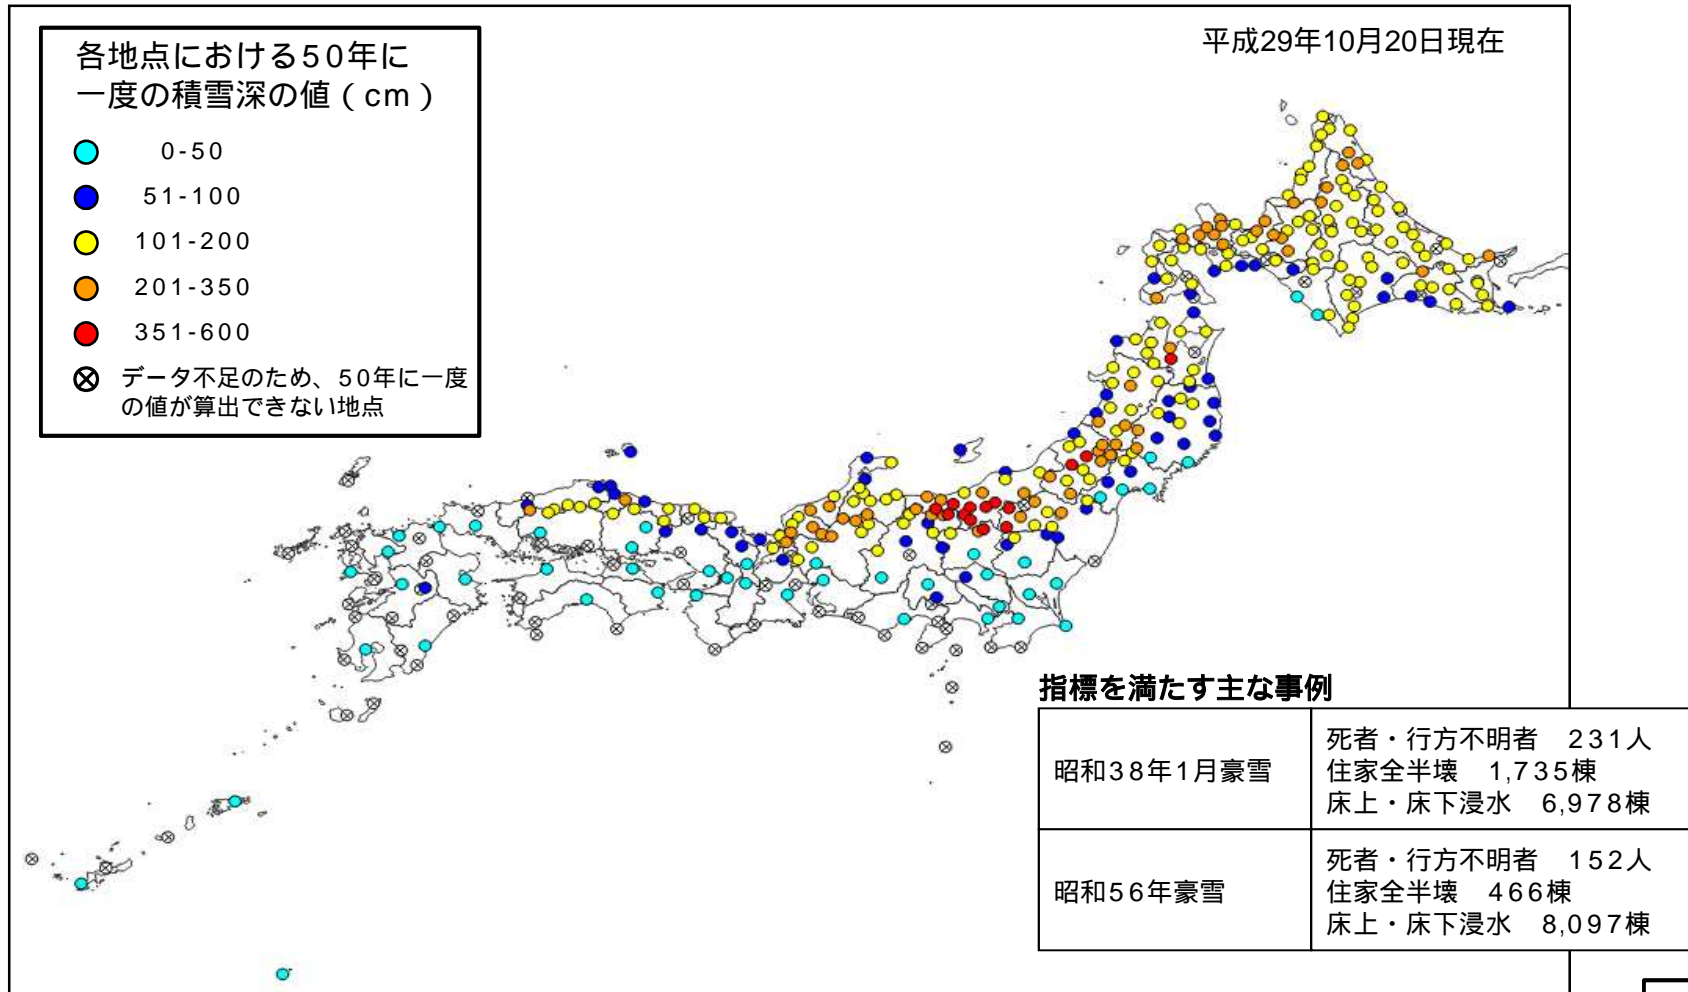 各地点における50年に
一度の積雪深の値（cm）
0-50
51-100
101-200
201-350
351-600
データ不足のため、50年に一度
の値が算出できない地点
平成29年10月20日現在
指標を満たす主な事例
昭和38年1月豪雪
死者・行方不明者　231人
住家全半壊　1,735棟
床上・床下浸水　6,978棟
昭和56年豪雪
死者・行方不明者　152人
住家全半壊　466棟
床上・床下浸水　8,097棟